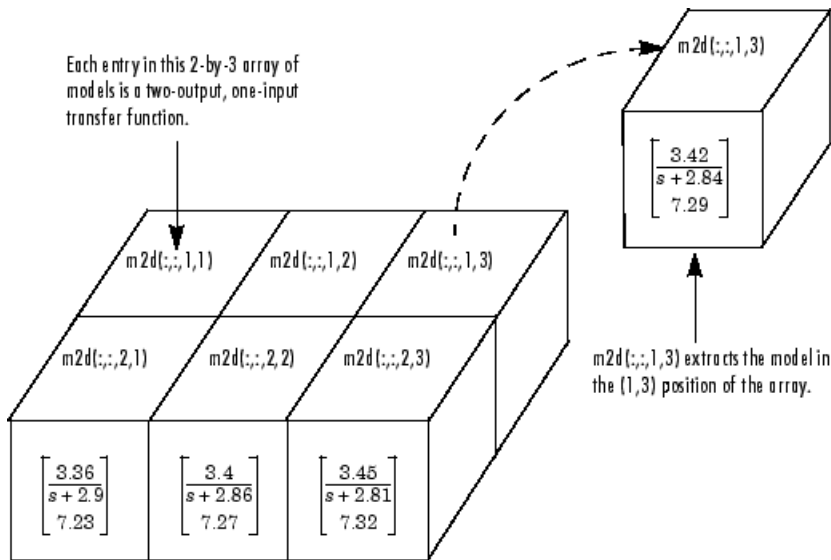 Each entry in this 2-by-3 array of
models is a two-output, one-input
transfer function.
m2d(:,:,1,3)
3.42
s + 2.84
7.29
m2d(:,:,1,1)
m2d(:,:,1,2)
m2d(:,:,1,3)
m2d(:,:,2,1)
m2d(:,:,2,2)
m2d(:,:,2,3)
m2d(:,:,1,3) extracts the model in
the (1,3) position of the array.
3.36
s + 2.9
7.23
3.4
s + 2.86
7.27
3.45
s + 2.81
7.32